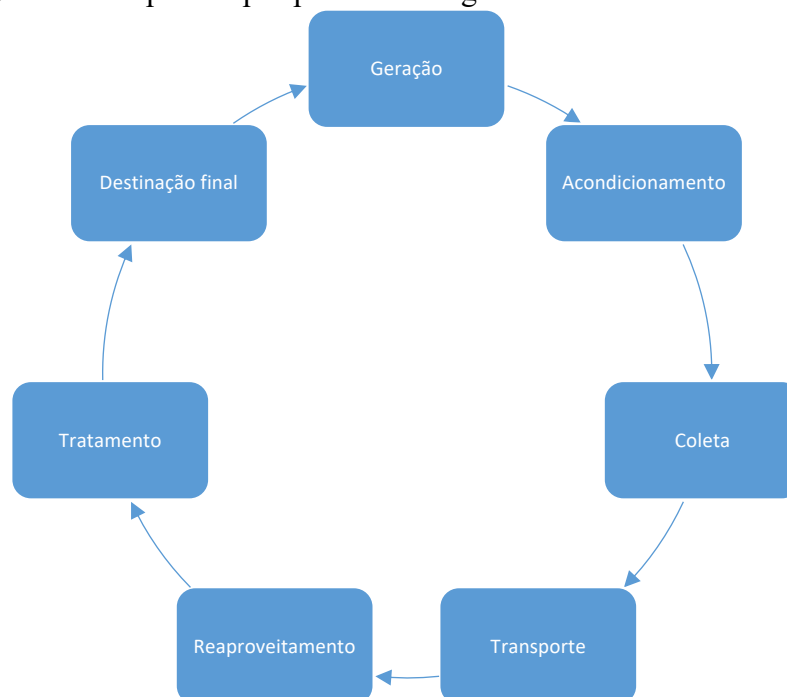 Geração
Acondicionamento
Coleta
Transporte
Reaproveitamento
Tratamento
Destinação final